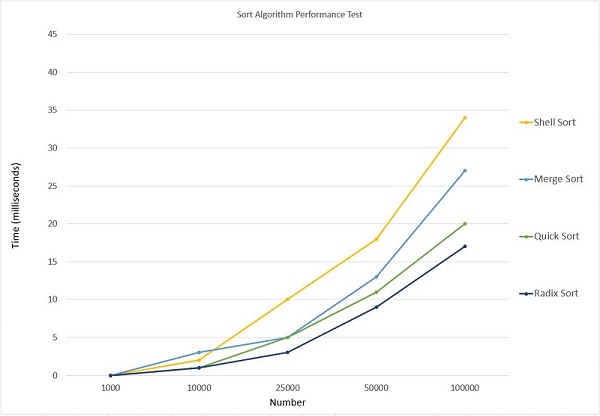 Sort Algorithm Performance Test
45
40
35
30
25
20
15
10
5
0
Time (milliseconds)
1000 10000 25000 50000 100000
Number
Shell Sort
Merge Sort
Quick Sort
Radix Sort